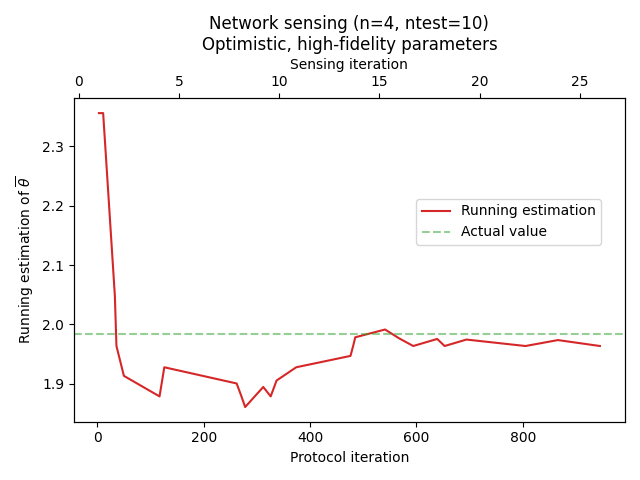 Network sensing (n=4, ntest=10)
Optimistic, high-fidelity parameters
Sensing iteration
0 5 10 15 20 25
2.3
2.2
2.1
2.0
1.9
Running estimation of θ̅
Running estimation
Actual value
0 200 400 600 800
Protocol iteration